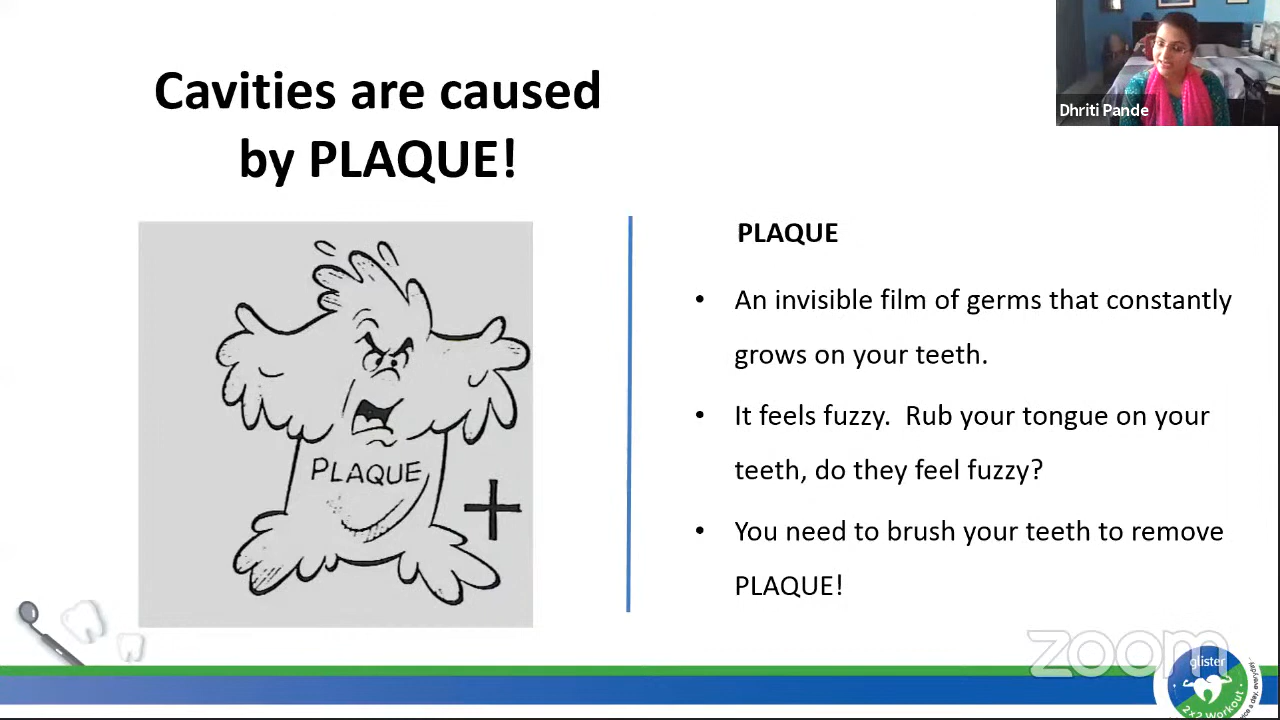 Cavities are caused
by PLAQUE!
Dhriti Pande
PLAQUE
• An invisible film of germs that constantly
grows on your teeth.
• It feels fuzzy. Rub your tongue on your
teeth, do they feel fuzzy?
• You need to brush your teeth to remove
PLAQUE!
PLAQUE
+
zoom
glister
2x2 workout